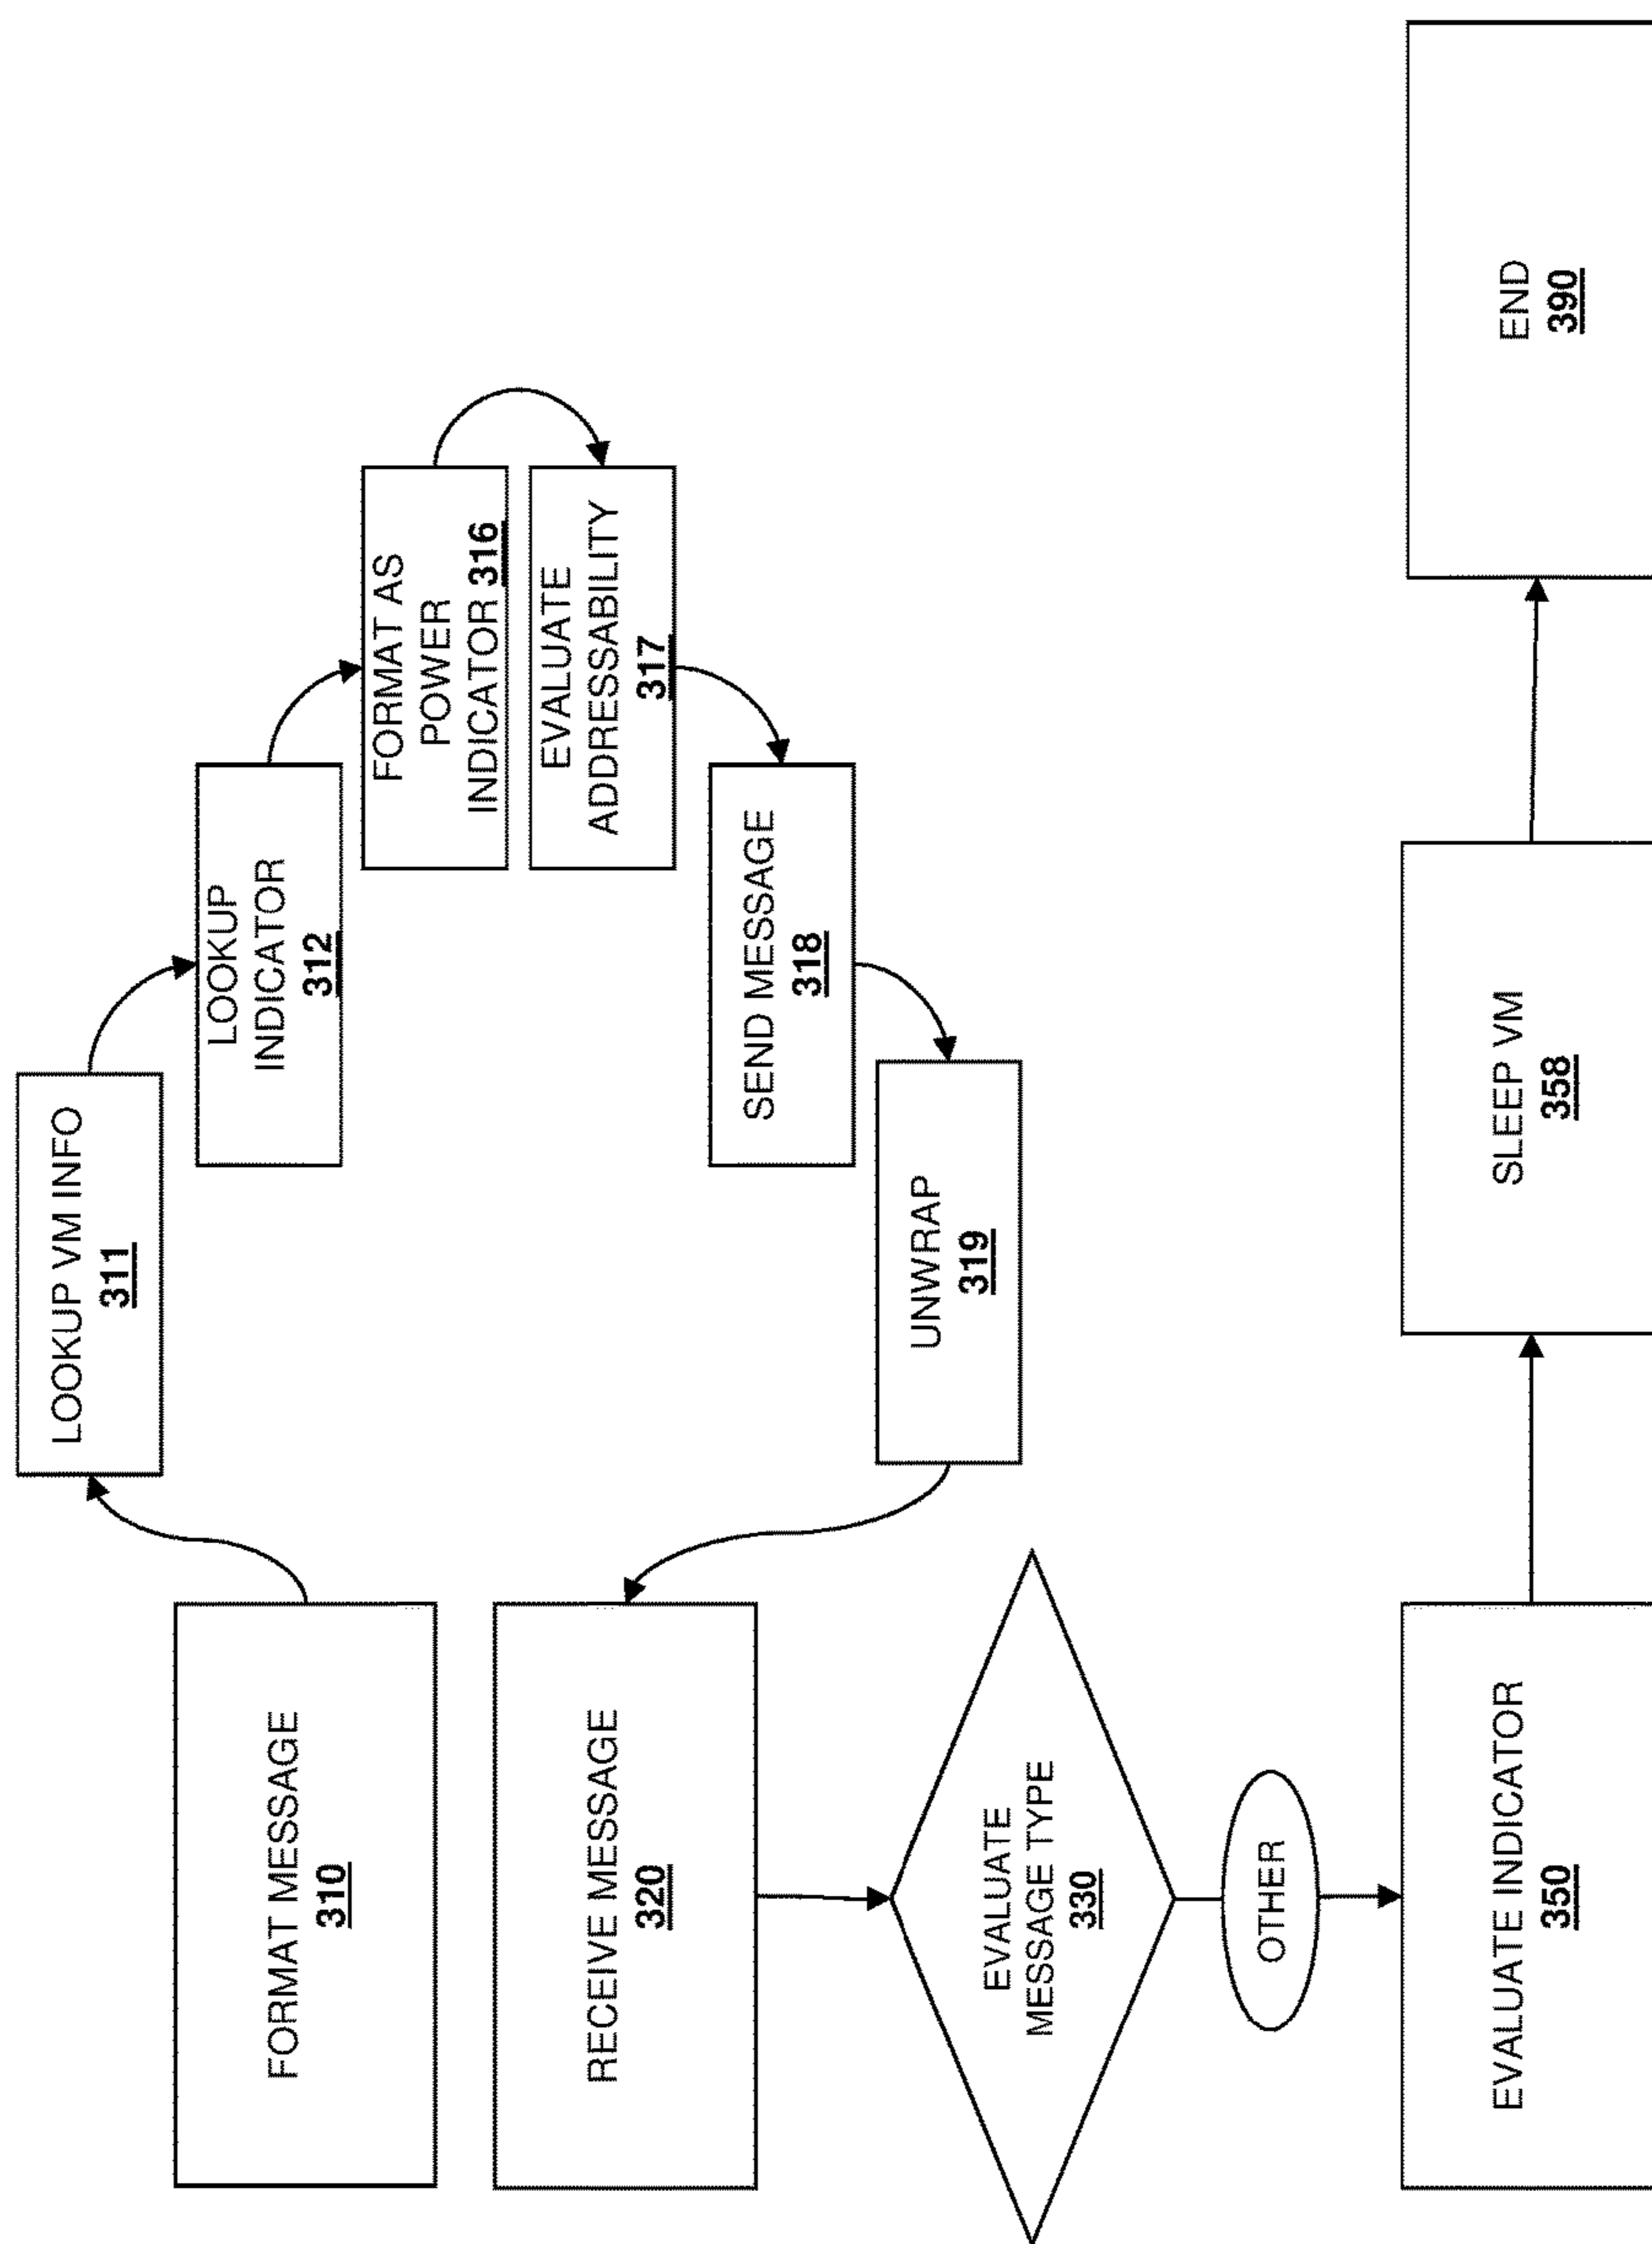 FORMAT MESSAGE
310
LOOKUP VM INFO
311
LOOKUP
INDICATOR
312
FORMAT AS
POWER
INDICATOR 316
EVALUATE
ADDRESSABILITY
317
SEND MESSAGE
318
UNWRAP
319
RECEIVE MESSAGE
320
EVALUATE
MESSAGE TYPE
330
OTHER
EVALUATE INDICATOR
350
SLEEP VM
358
END
390